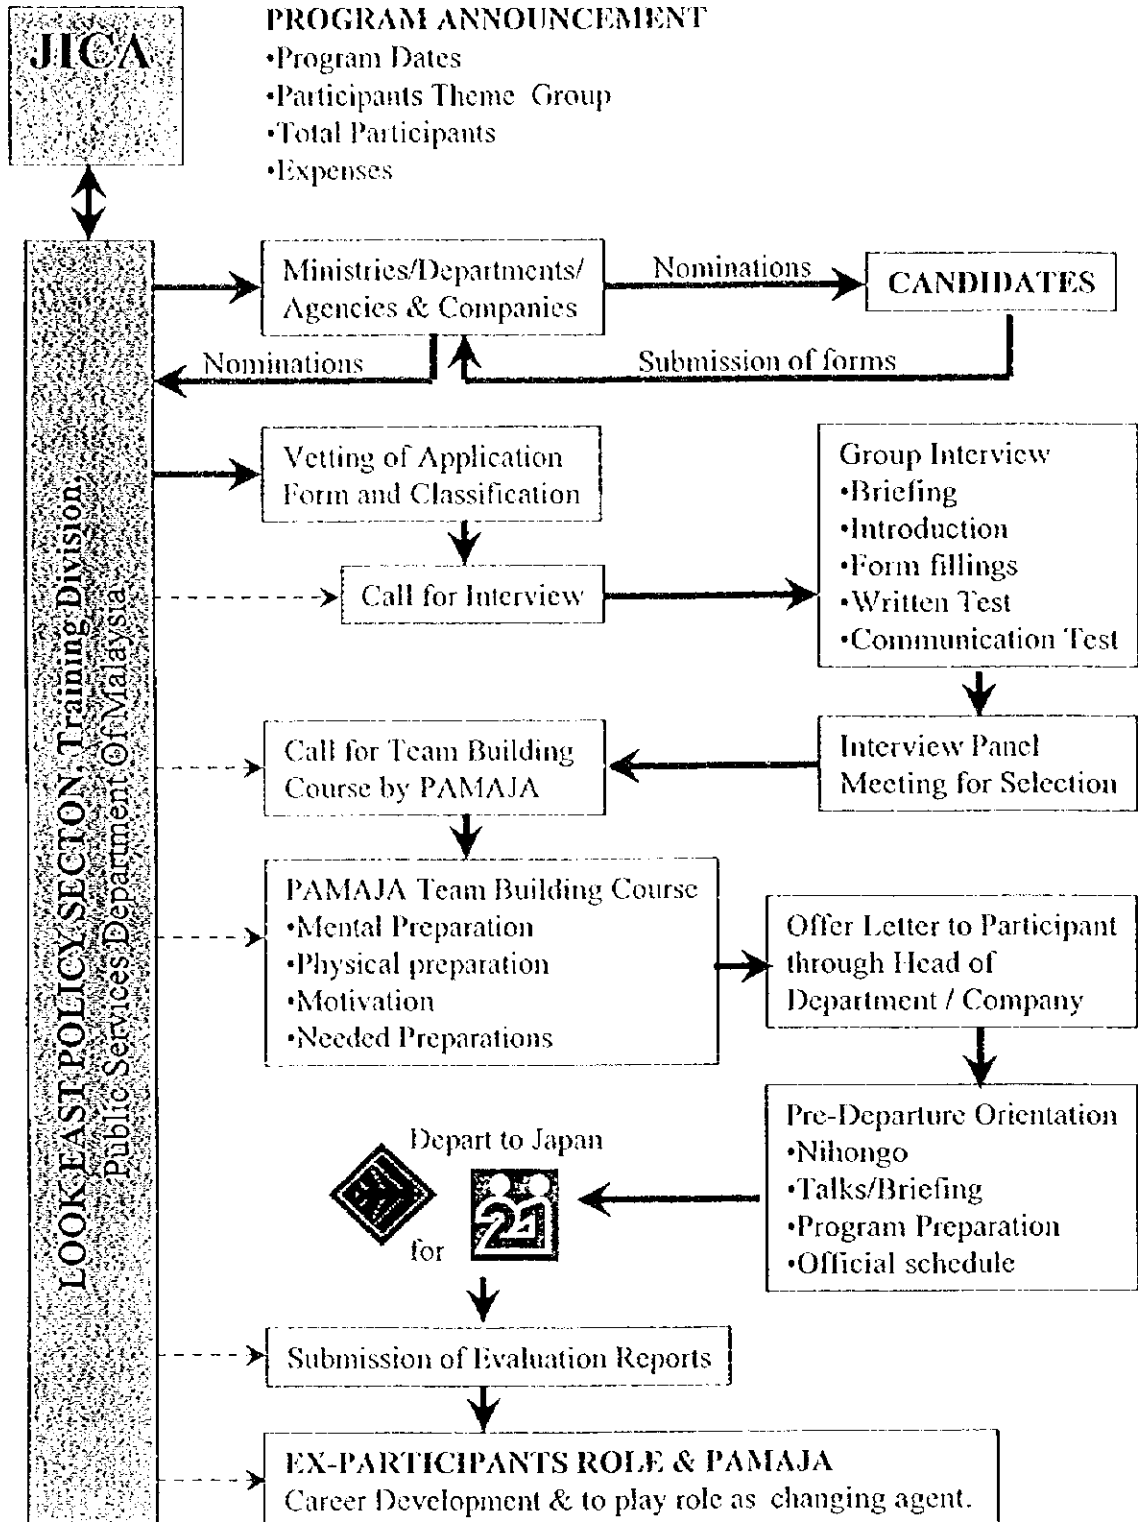 JICA
PROGRAM ANNOUNCEMENT
•Program Dates
•Participants Theme Group
•Total Participants
•Expenses
Ministries/Departments/
Agencies & Companies
Nominations
CANDIDATES
Nominations
Submission of forms
LOOK EAST POLICY SECTON, Training Division,
Public Services Department Of Malaysia
Vetting of Application
Form and Classification
Call for Interview
Group Interview
•Briefing
•Introduction
•Form fillings
•Written Test
•Communication Test
Interview Panel
Meeting for Selection
Call for Team Building
Course by PAMAJA
PAMAJA Team Building Course
•Mental Preparation
•Physical preparation
•Motivation
•Needed Preparations
Offer Letter to Participant
through Head of
Department / Company
Pre-Departure Orientation
•Nihongo
•Talks/Briefing
•Program Preparation
•Official schedule
Depart to Japan
for
21
Submission of Evaluation Reports
EX-PARTICIPANTS ROLE & PAMAJA
Career Development & to play role as changing agent.